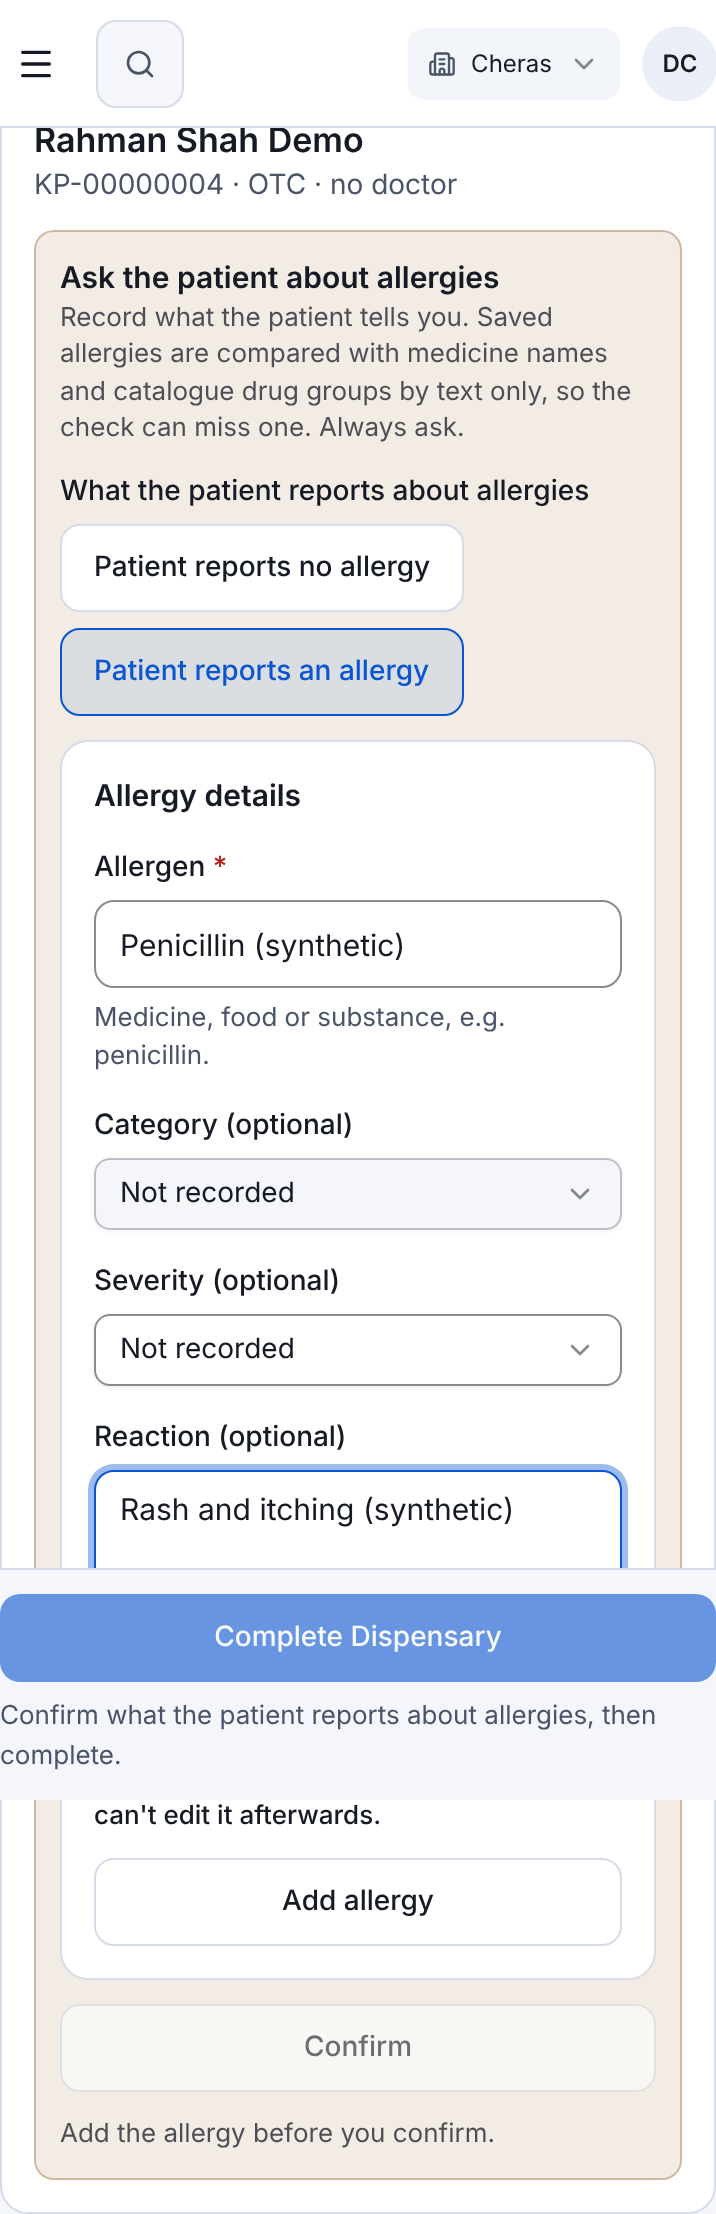 Cheras
DC
Rahman Shah Demo
KP-00000004 · OTC · no doctor
Ask the patient about allergies
Record what the patient tells you. Saved
allergies are compared with medicine names
and catalogue drug groups by text only, so the
check can miss one. Always ask.
What the patient reports about allergies
Patient reports no allergy
Patient reports an allergy
Allergy details
Allergen *
Penicillin (synthetic)
Medicine, food or substance, e.g.
penicillin.
Category (optional)
Not recorded
Severity (optional)
Not recorded
Reaction (optional)
Rash and itching (synthetic)
Complete Dispensary
Confirm what the patient reports about allergies, then
complete.
can't edit it afterwards.
Add allergy
Confirm
Add the allergy before you confirm.